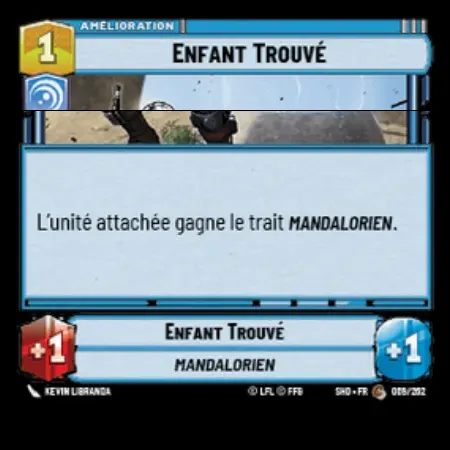 AMÉLIORATION
1
ENFANT TROUVÉ
L'unité attachée gagne le trait MANDALORIEN.
+1
ENFANT TROUVÉ
+1
MANDALORIEN
KEVIN LIBRANDA
© LFL © FFG
SHD • FR
009/262